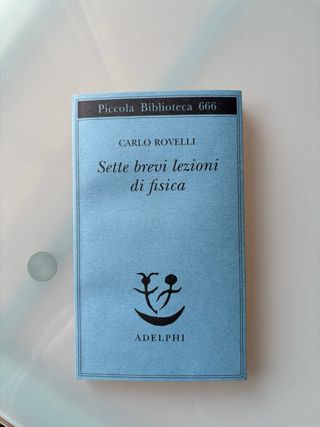 Piccola Biblioteca 666
CARLO ROVELLI
Sette brevi lezioni
di fisica
ADELPHI